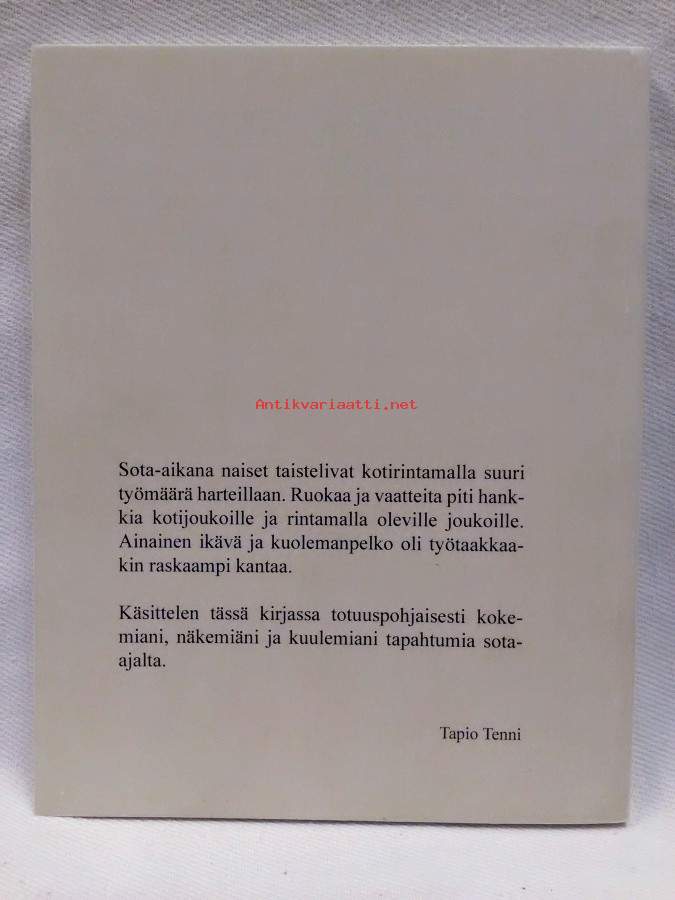 Antikvariaatti.net
Sota-aikana naiset taistelivat kotirintamalla suuri
työmäärä harteillaan. Ruokaa ja vaatteita piti hank-
kia kotijoukoille ja rintamalla oleville joukoille.
Ainainen ikävä ja kuolemanpelko oli työtaakkaa-
kin raskaampi kantaa.
Käsittelen tässä kirjassa totuuspohjaisesti koke-
miani, näkemiäni ja kuulemiani tapahtumia sota-
ajalta.
Tapio Tenni